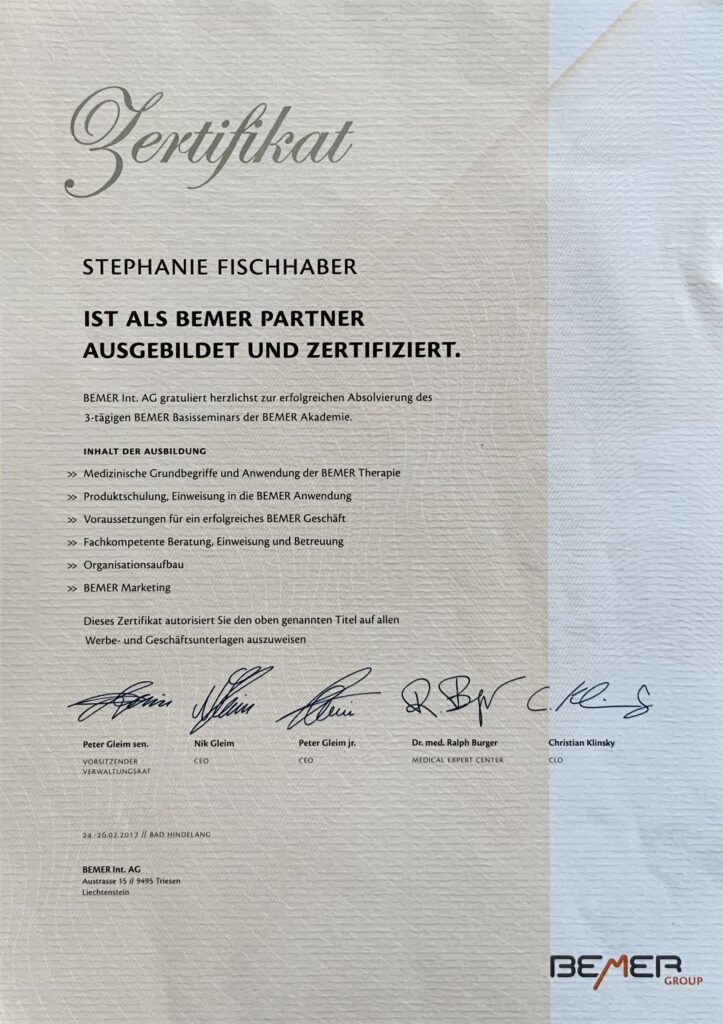 Zertifikat
STEPHANIE FISCHHABER
IST ALS BEMER PARTNER
AUSGEBILDET UND ZERTIFIZIERT.
BEMER Int. AG gratuliert herzlichst zur erfolgreichen Absolvierung des
3-tägigen BEMER Basisseminars der BEMER Akademie.
INHALT DER AUSBILDUNG
>> Medizinische Grundbegriffe und Anwendung der BEMER Therapie
>> Produktschulung, Einweisung in die BEMER Anwendung
>> Voraussetzungen für ein erfolgreiches BEMER Geschäft
>> Fachkompetente Beratung, Einweisung und Betreuung
>> Organisationsaufbau
>> BEMER Marketing
Dieses Zertifikat autorisiert Sie den oben genannten Titel auf allen
Werbe- und Geschäftsunterlagen auszuweisen
Peter Gleim sen. Nik Gleim Peter Gleim jr. Dr. med. Ralph Burger Christian Klinsky
VORSITZENDER CEO CEO MEDICAL EXPERT CENTER CLO
VERWALTUNGSRAT
24.-26.02.2017 // BAD HINDELANG
BEMER Int. AG
Austrasse 15 // 9495 Triesen
Liechtenstein
BEMER
GROUP